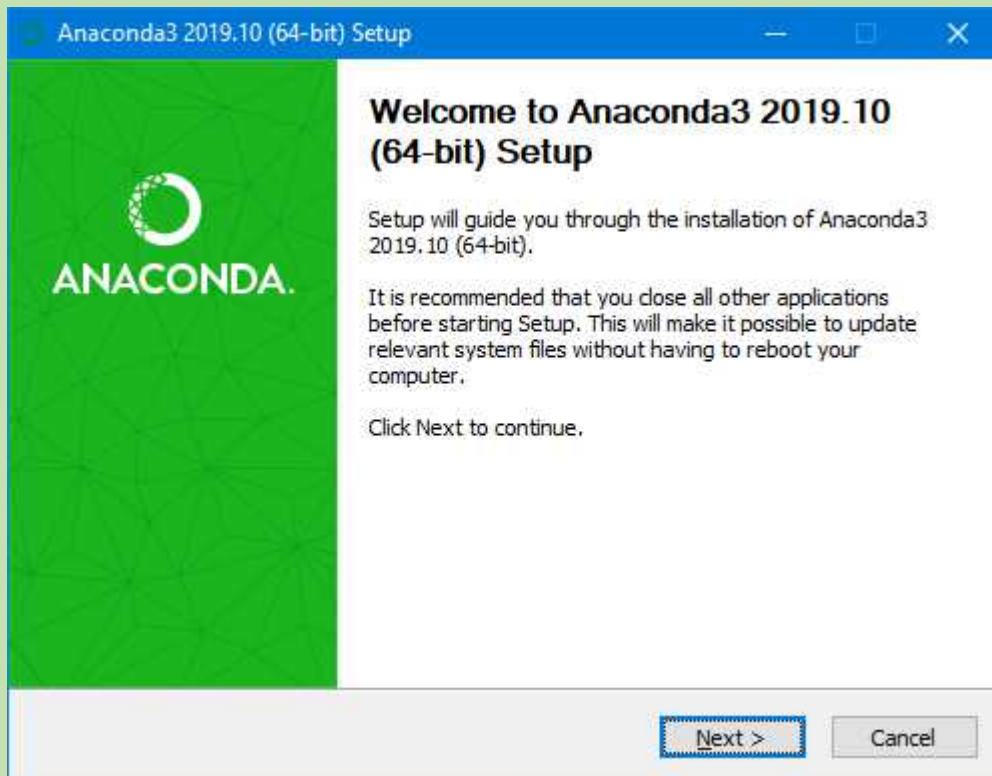 Anaconda3 2019.10 (64-bit) Setup
ANACONDA.
Welcome to Anaconda3 2019.10
(64-bit) Setup
Setup will guide you through the installation of Anaconda3
2019.10 (64-bit).
It is recommended that you close all other applications
before starting Setup. This will make it possible to update
relevant system files without having to reboot your
computer.
Click Next to continue.
Next >
Cancel